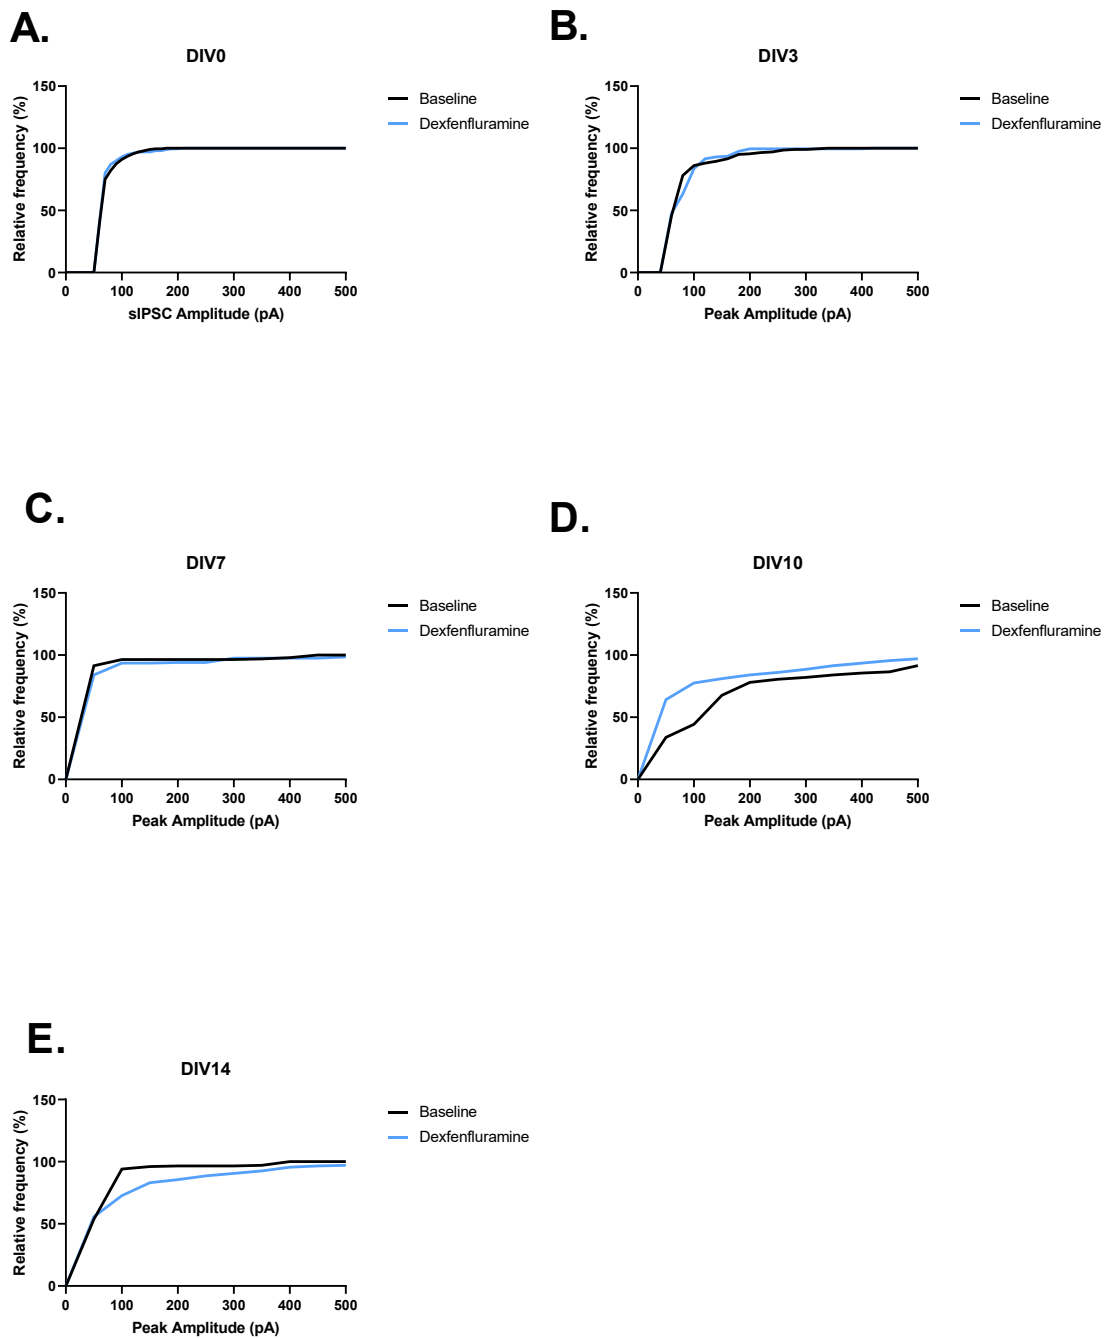 A.
DIV0
Relative frequency (%)
150
100
50
0
0 100 200 300 400 500
sIPSC Amplitude (pA)
Baseline
Dexfenfluramine
B.
DIV3
Relative frequency (%)
150
100
50
0
0 100 200 300 400 500
Peak Amplitude (pA)
Baseline
Dexfenfluramine
C.
DIV7
Relative frequency (%)
150
100
50
0
0 100 200 300 400 500
Peak Amplitude (pA)
Baseline
Dexfenfluramine
D.
DIV10
Relative frequency (%)
150
100
50
0
0 100 200 300 400 500
Peak Amplitude (pA)
Baseline
Dexfenfluramine
E.
DIV14
Relative frequency (%)
150
100
50
0
0 100 200 300 400 500
Peak Amplitude (pA)
Baseline
Dexfenfluramine